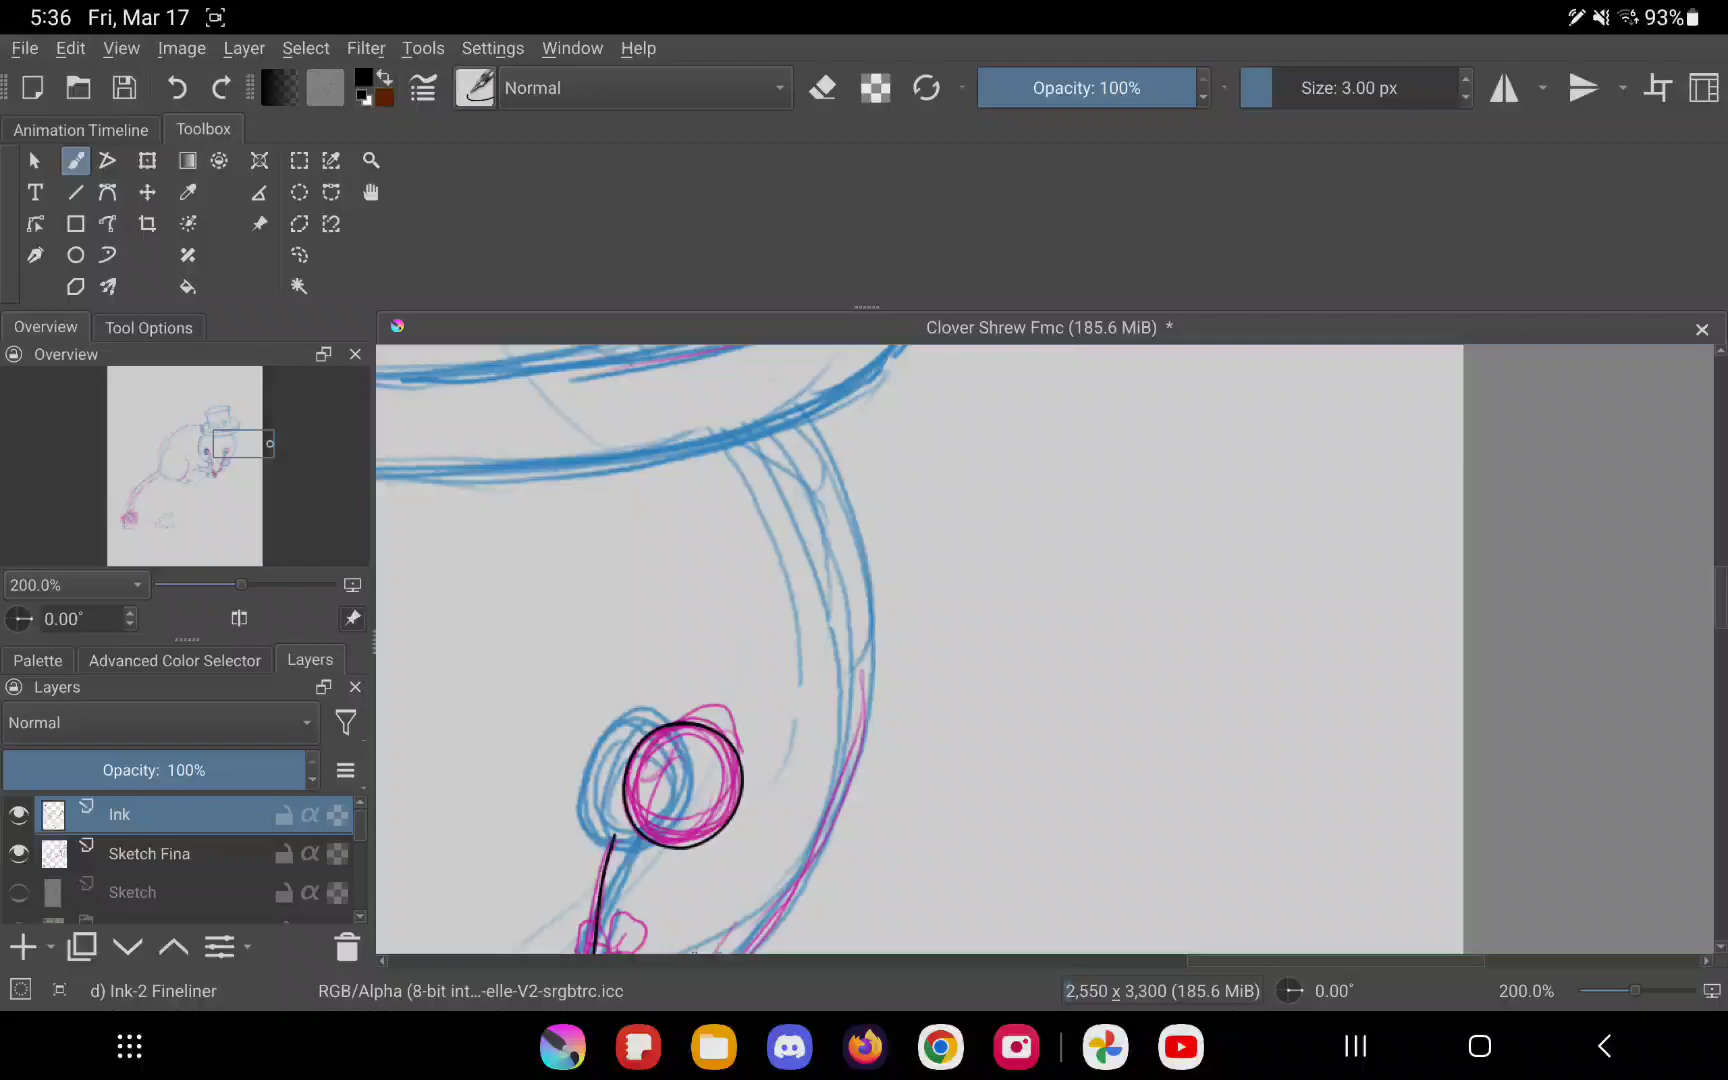 5:36 Fri, Mar 17 93%
File Edit View Image Layer Select Filter Tools Settings Window Help
Normal Opacity: 100% Size: 3.00 px
Animation Timeline Toolbox
Overview Tool Options
Clover Shrew Fmc (185.6 MiB) *
Overview
200.0%
0.00°
Palette Advanced Color Selector Layers
Layers
Normal
Opacity: 100%
Ink
Sketch Fina
Sketch
d) Ink-2 Fineliner RGB/Alpha (8-bit int...-elle-V2-srgbtrc.icc 2,550 x 3,300 (185.6 MiB) 0.00° 200.0%